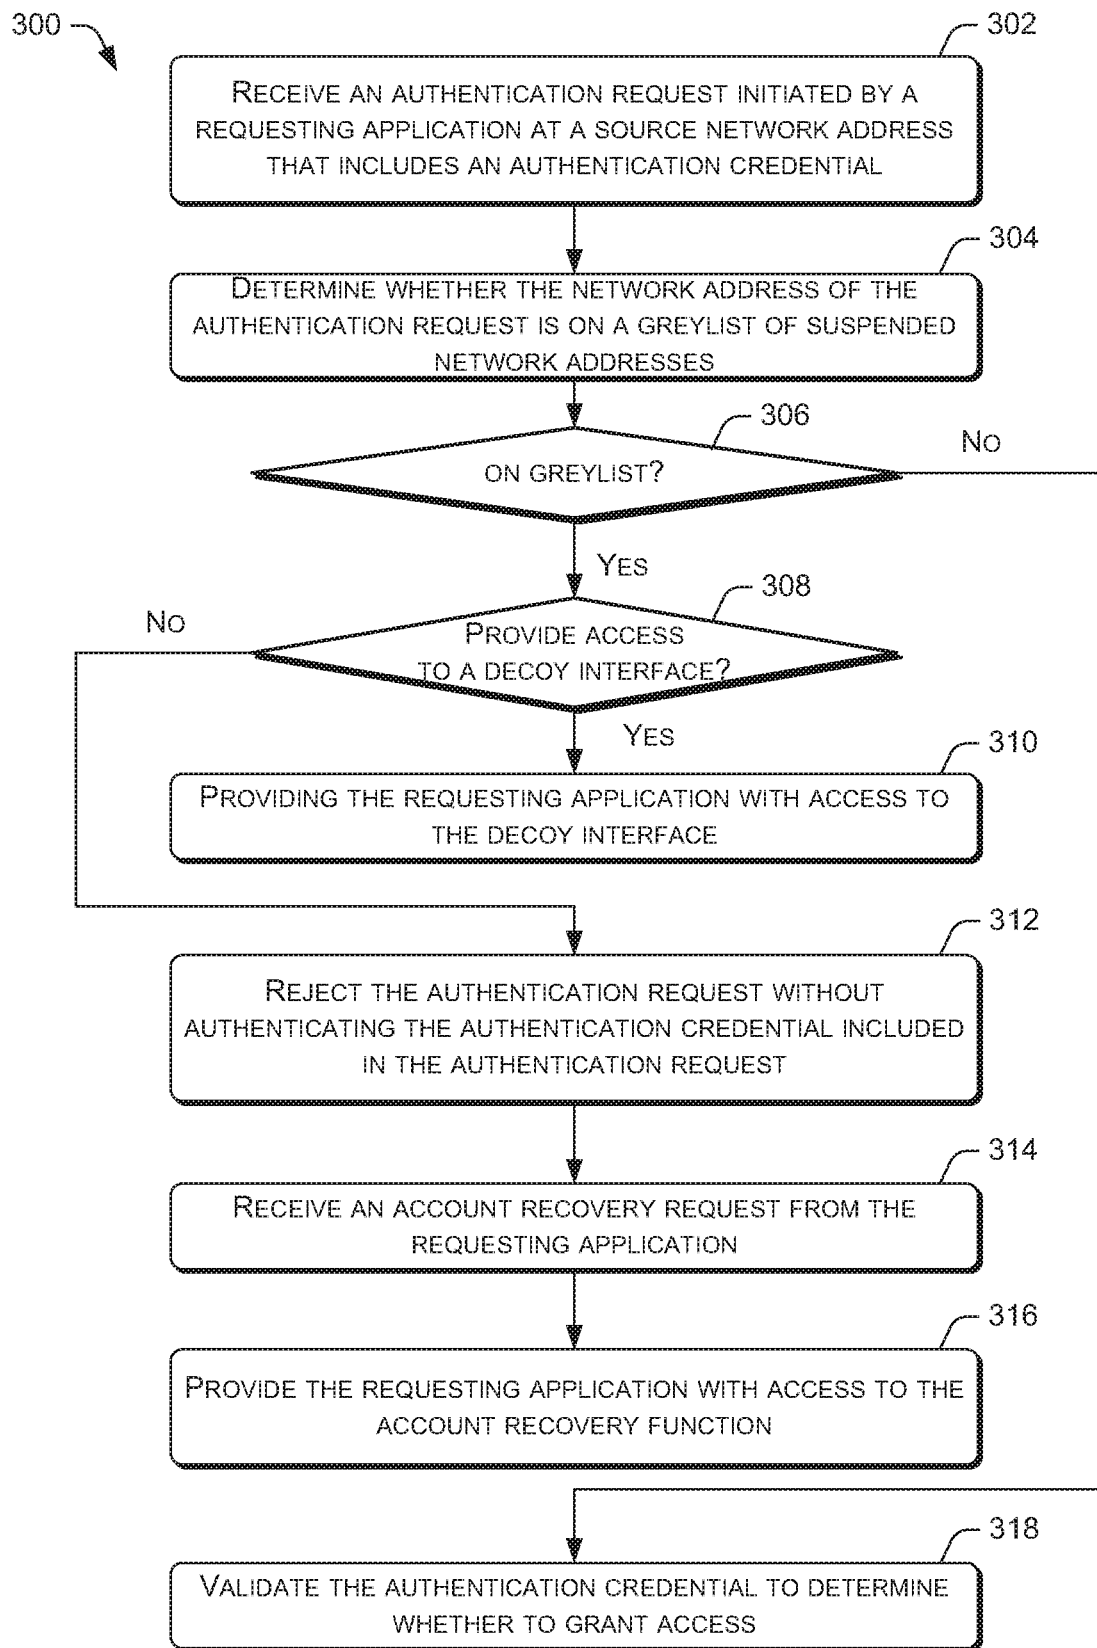 300
302
RECEIVE AN AUTHENTICATION REQUEST INITIATED BY A
REQUESTING APPLICATION AT A SOURCE NETWORK ADDRESS
THAT INCLUDES AN AUTHENTICATION CREDENTIAL
304
DETERMINE WHETHER THE NETWORK ADDRESS OF THE
AUTHENTICATION REQUEST IS ON A GREYLIST OF SUSPENDED
NETWORK ADDRESSES
306
ON GREYLIST?
NO
YES
308
NO
PROVIDE ACCESS
TO A DECOY INTERFACE?
YES
310
PROVIDING THE REQUESTING APPLICATION WITH ACCESS TO
THE DECOY INTERFACE
312
REJECT THE AUTHENTICATION REQUEST WITHOUT
AUTHENTICATING THE AUTHENTICATION CREDENTIAL INCLUDED
IN THE AUTHENTICATION REQUEST
314
RECEIVE AN ACCOUNT RECOVERY REQUEST FROM THE
REQUESTING APPLICATION
316
PROVIDE THE REQUESTING APPLICATION WITH ACCESS TO THE
ACCOUNT RECOVERY FUNCTION
318
VALIDATE THE AUTHENTICATION CREDENTIAL TO DETERMINE
WHETHER TO GRANT ACCESS